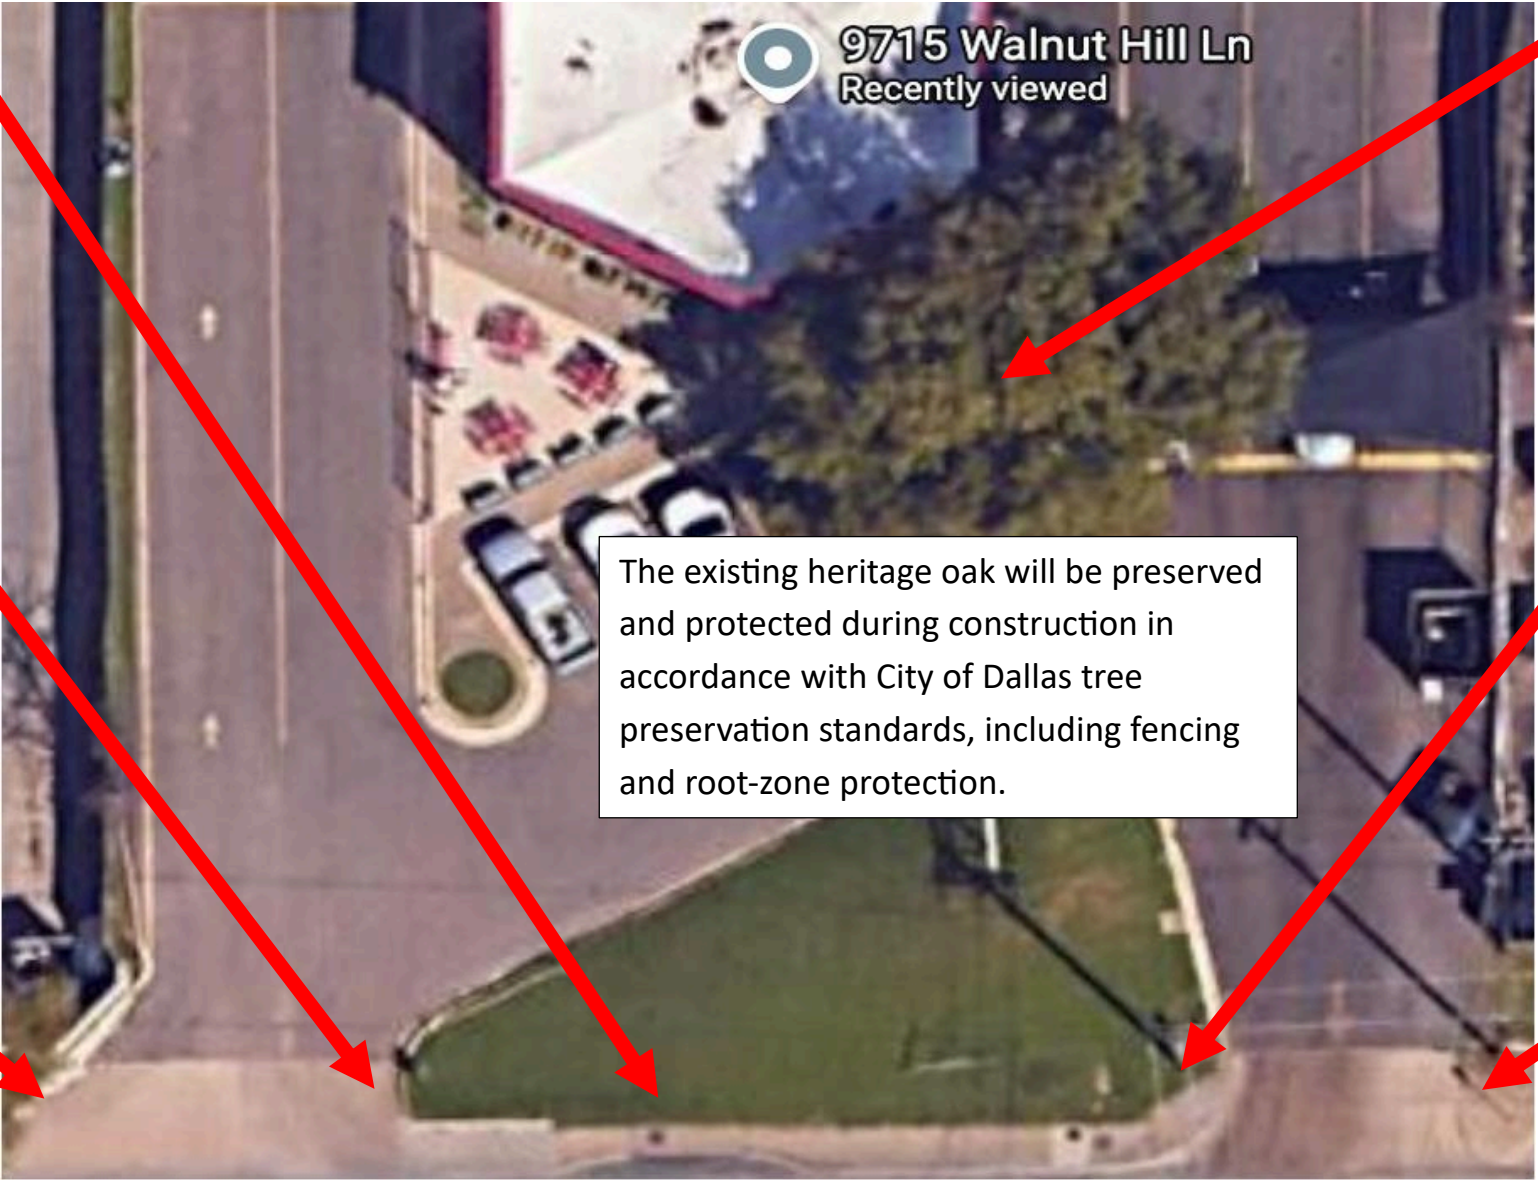 9715 Walnut Hill Ln
Recently viewed
The existing heritage oak will be preserved
and protected during construction in
accordance with City of Dallas tree
preservation standards, including fencing
and root-zone protection.